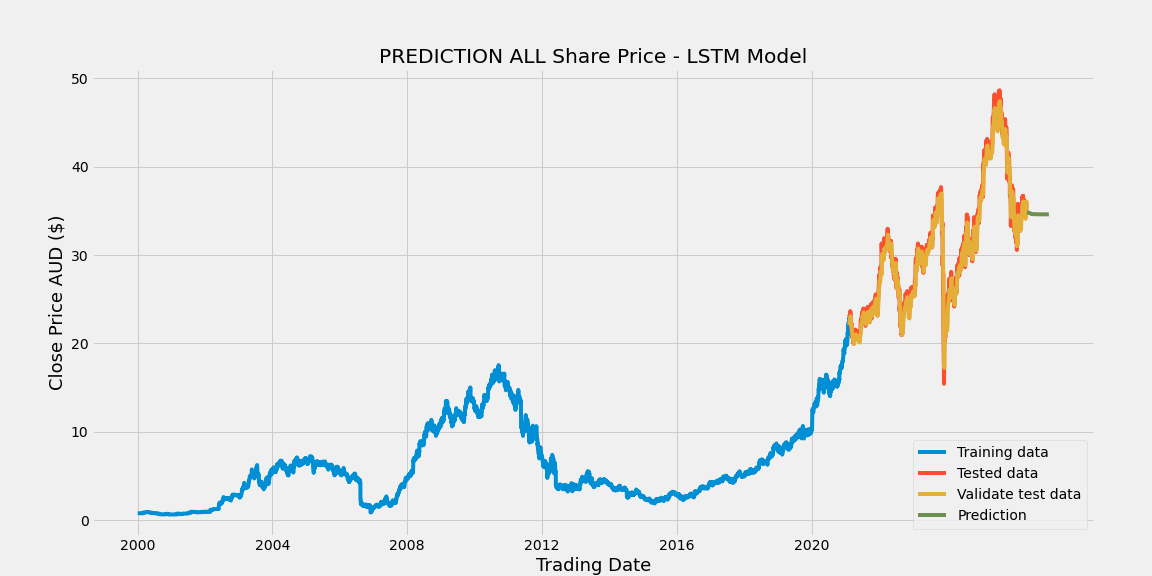 PREDICTION ALL Share Price - LSTM Model
50
40
30
20
10
0
Close Price AUD ($)
2000 2004 2008 2012 2016 2020
Trading Date
Training data
Tested data
Validate test data
Prediction